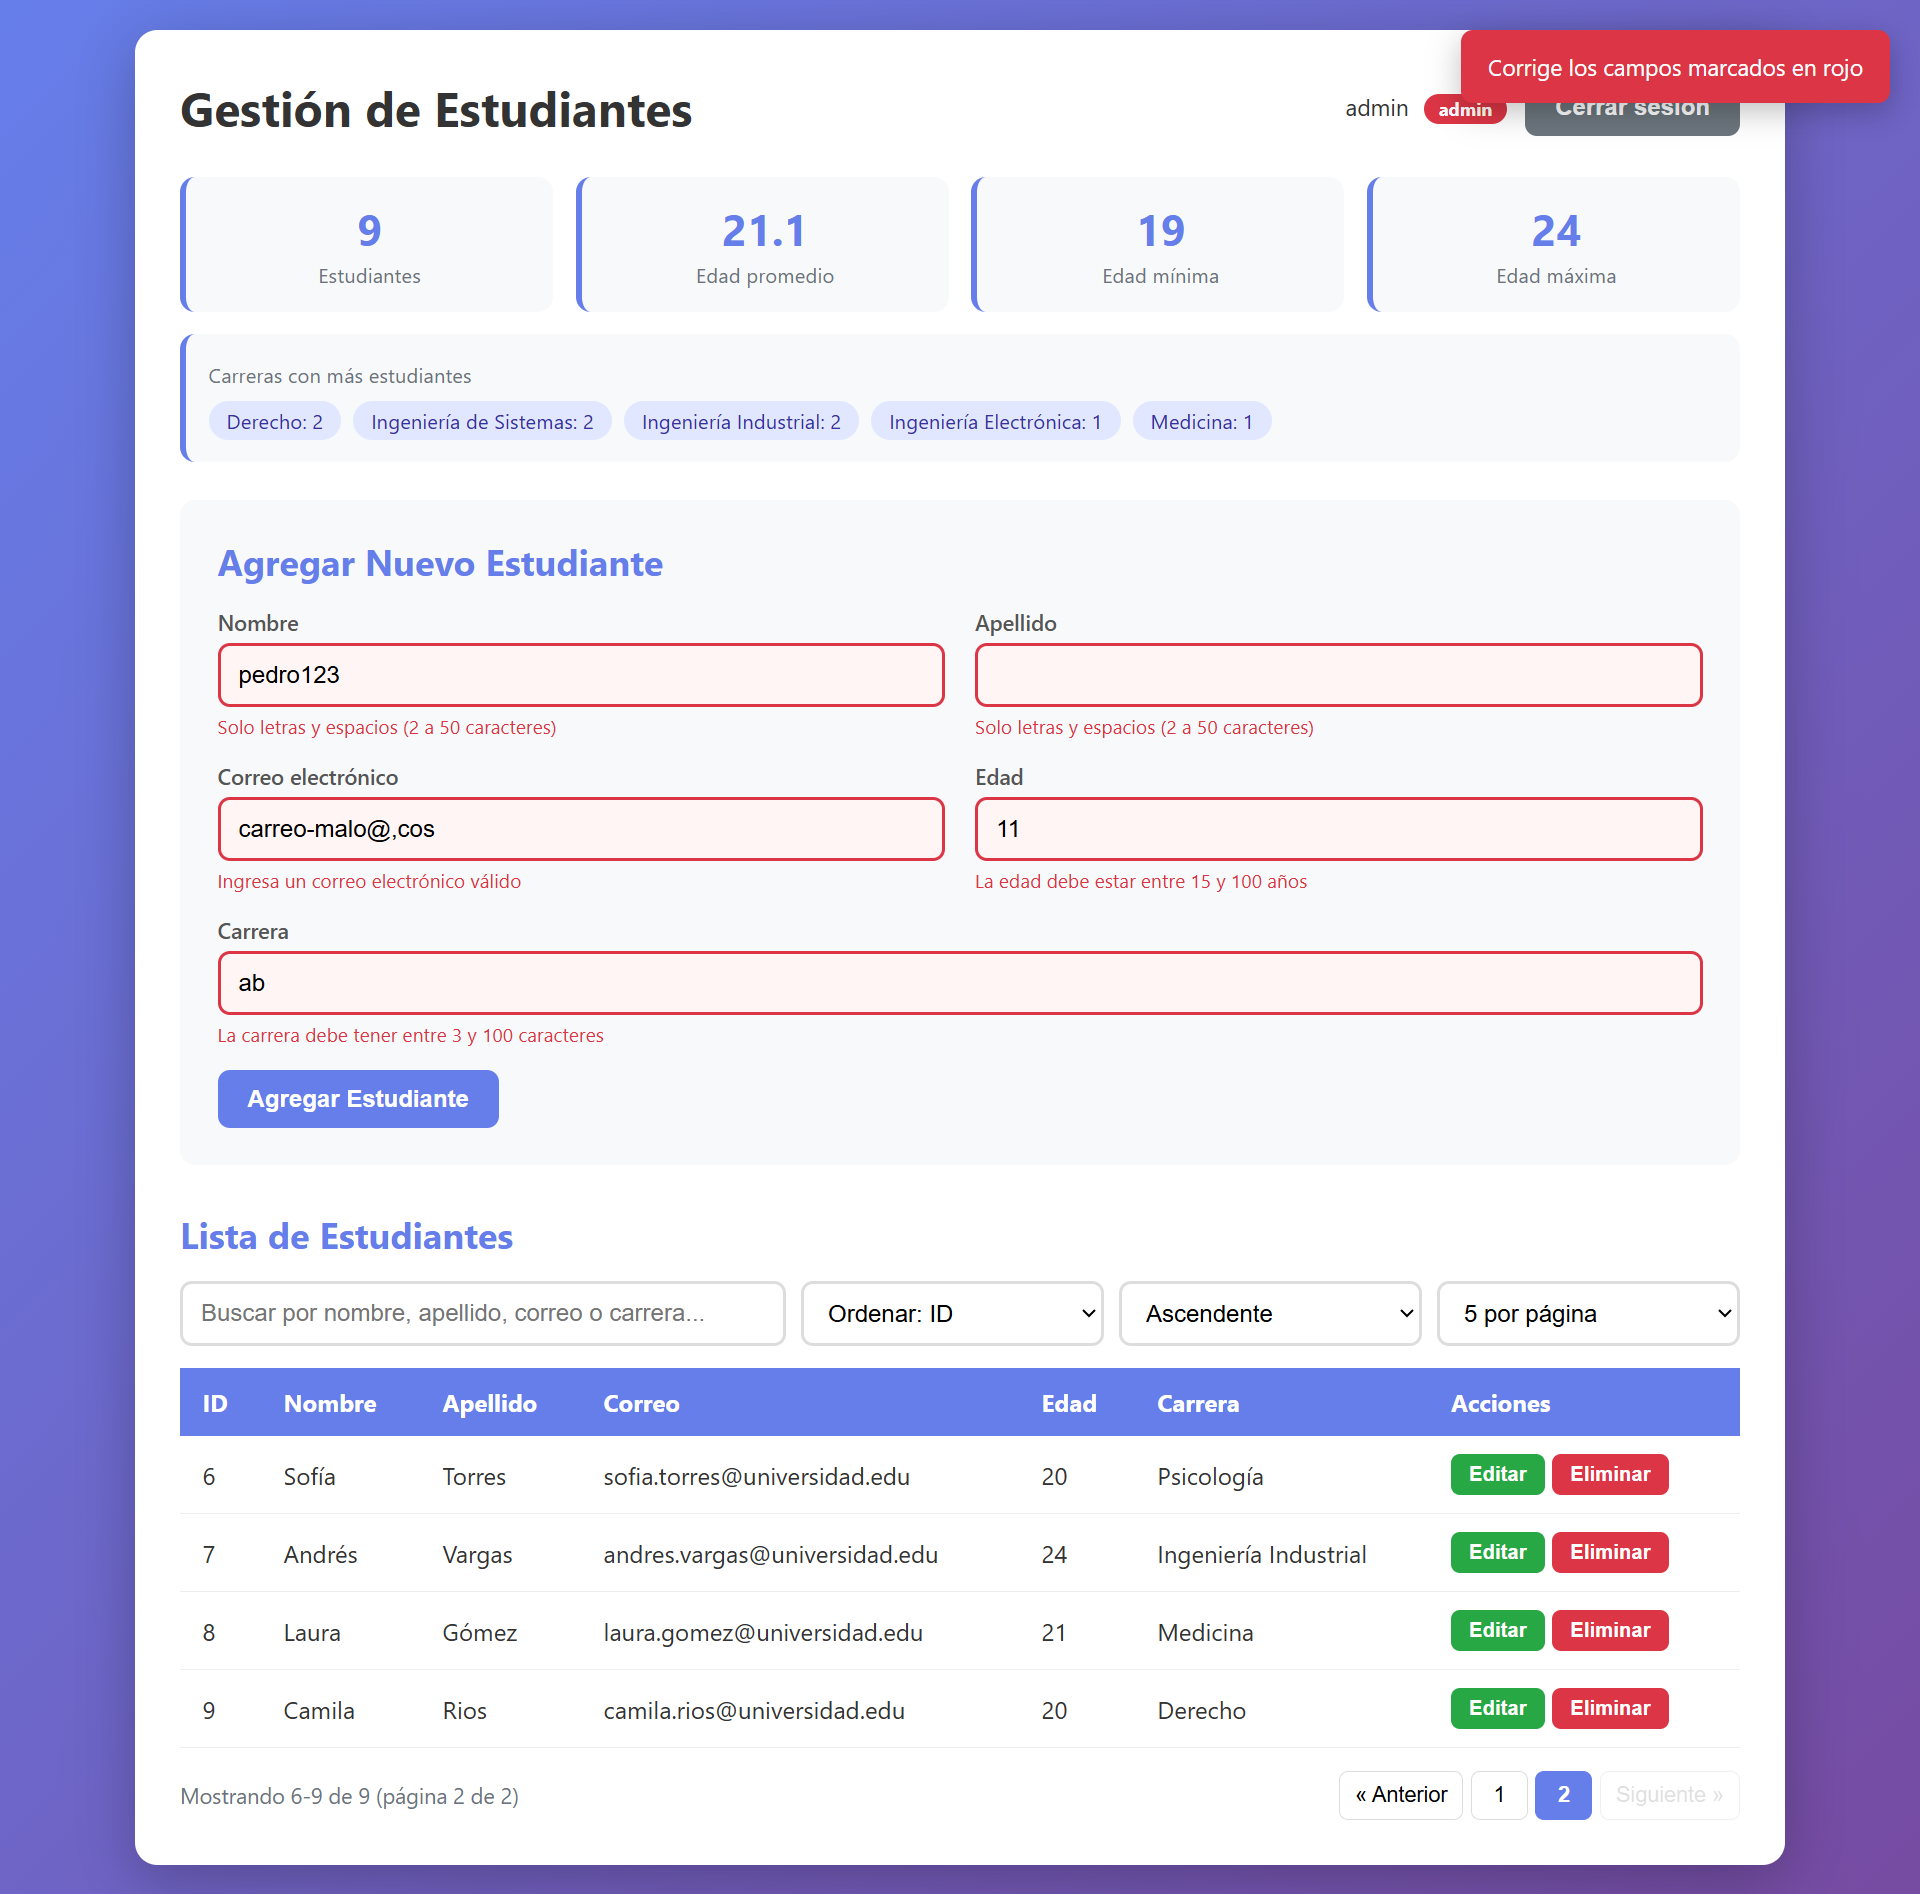 Corrige los campos marcados en rojo
Gestión de Estudiantes
admin admin Cerrar sesión
9 21.1 19 24
Estudiantes Edad promedio Edad mínima Edad máxima
Carreras con más estudiantes
Derecho: 2 Ingeniería de Sistemas: 2 Ingeniería Industrial: 2 Ingeniería Electrónica: 1 Medicina: 1
Agregar Nuevo Estudiante
Nombre Apellido
pedro123
Solo letras y espacios (2 a 50 caracteres) Solo letras y espacios (2 a 50 caracteres)
Correo electrónico Edad
carreo-malo@,cos 11
Ingresa un correo electrónico válido La edad debe estar entre 15 y 100 años
Carrera
ab
La carrera debe tener entre 3 y 100 caracteres
Agregar Estudiante
Lista de Estudiantes
Buscar por nombre, apellido, correo o carrera... Ordenar: ID Ascendente 5 por página
ID Nombre Apellido Correo Edad Carrera Acciones
6 Sofía Torres sofia.torres@universidad.edu 20 Psicología Editar Eliminar
7 Andrés Vargas andres.vargas@universidad.edu 24 Ingeniería Industrial Editar Eliminar
8 Laura Gómez laura.gomez@universidad.edu 21 Medicina Editar Eliminar
9 Camila Rios camila.rios@universidad.edu 20 Derecho Editar Eliminar
Mostrando 6-9 de 9 (página 2 de 2) « Anterior 1 2 Siguiente »